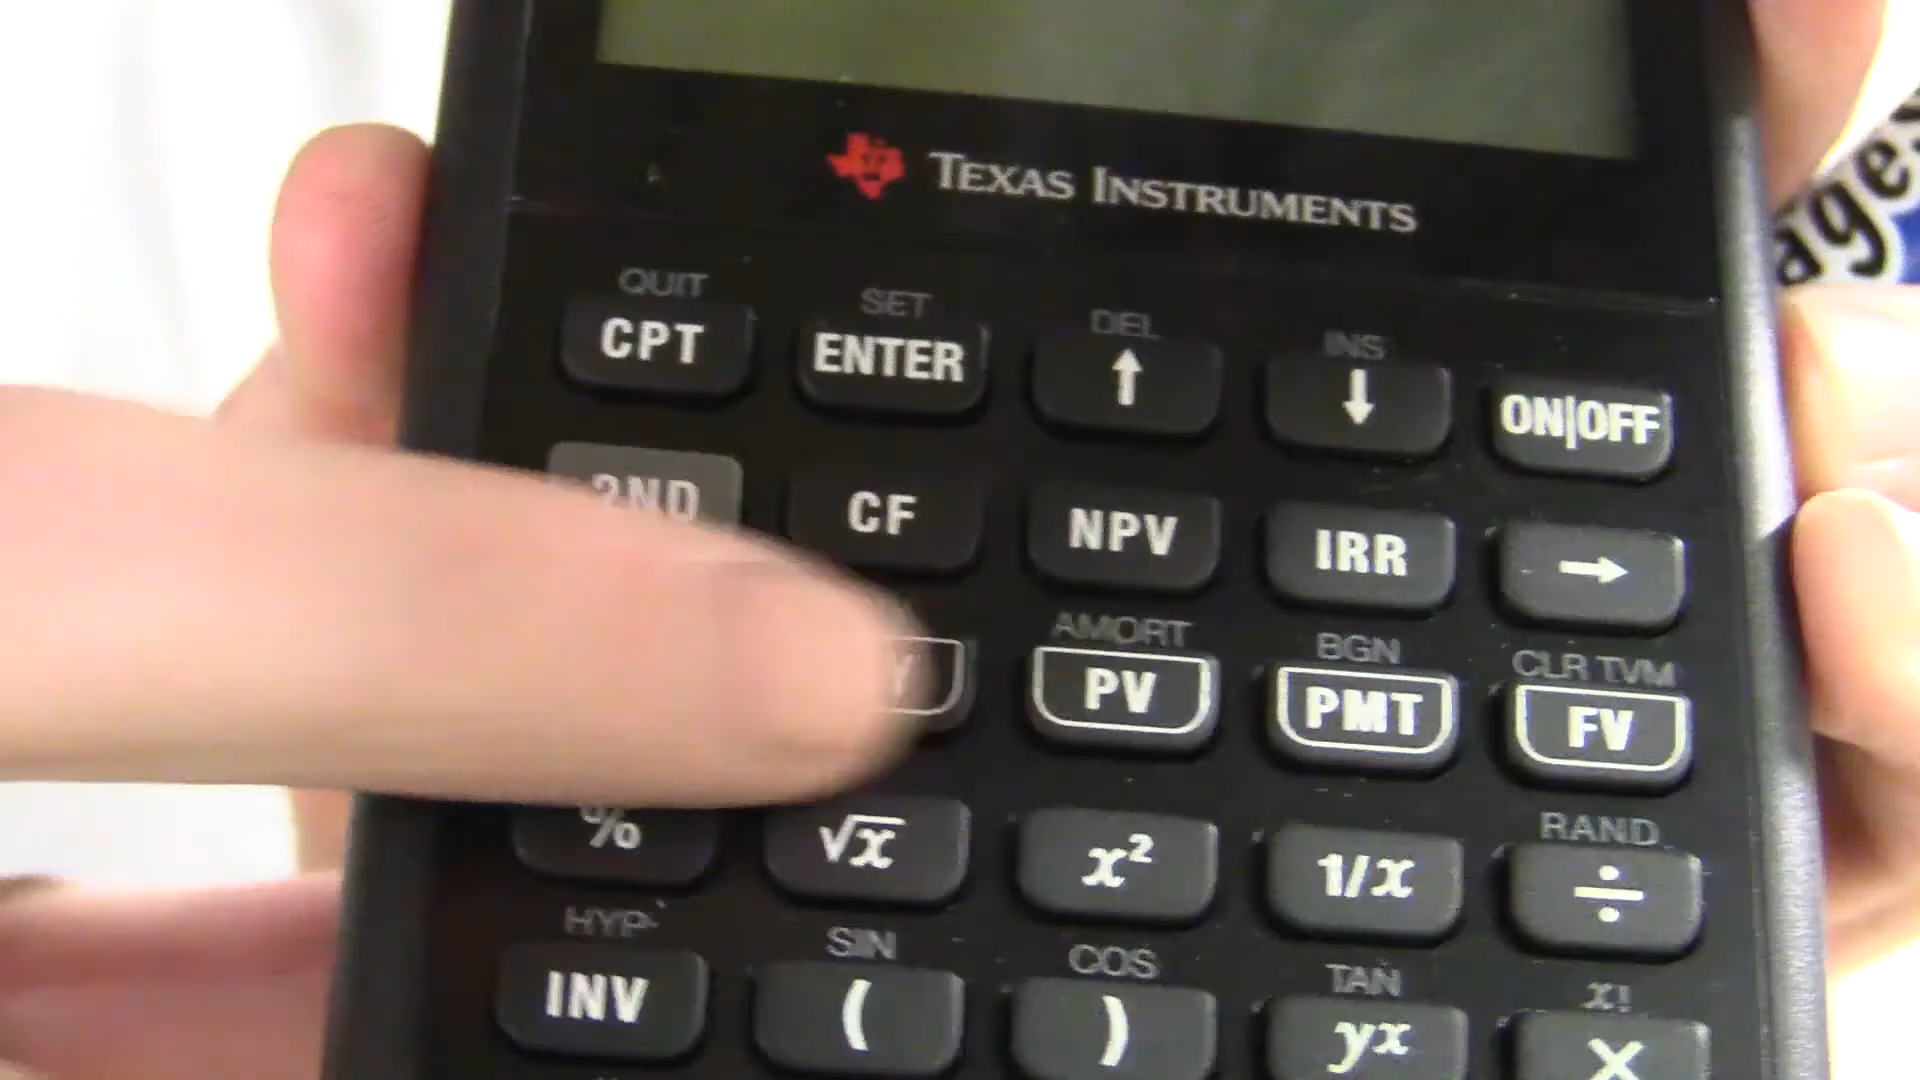 TEXAS INSTRUMENTS
QUIT SET DEL INS
CPT ENTER ↑ ↓ ON|OFF
2ND CF NPV IRR →
AMORT BGN CLR TVM
PV PMT FV
RAND
% √x x² 1/x ÷
HYP SIN COS TAN x!
INV ( ) yx ×